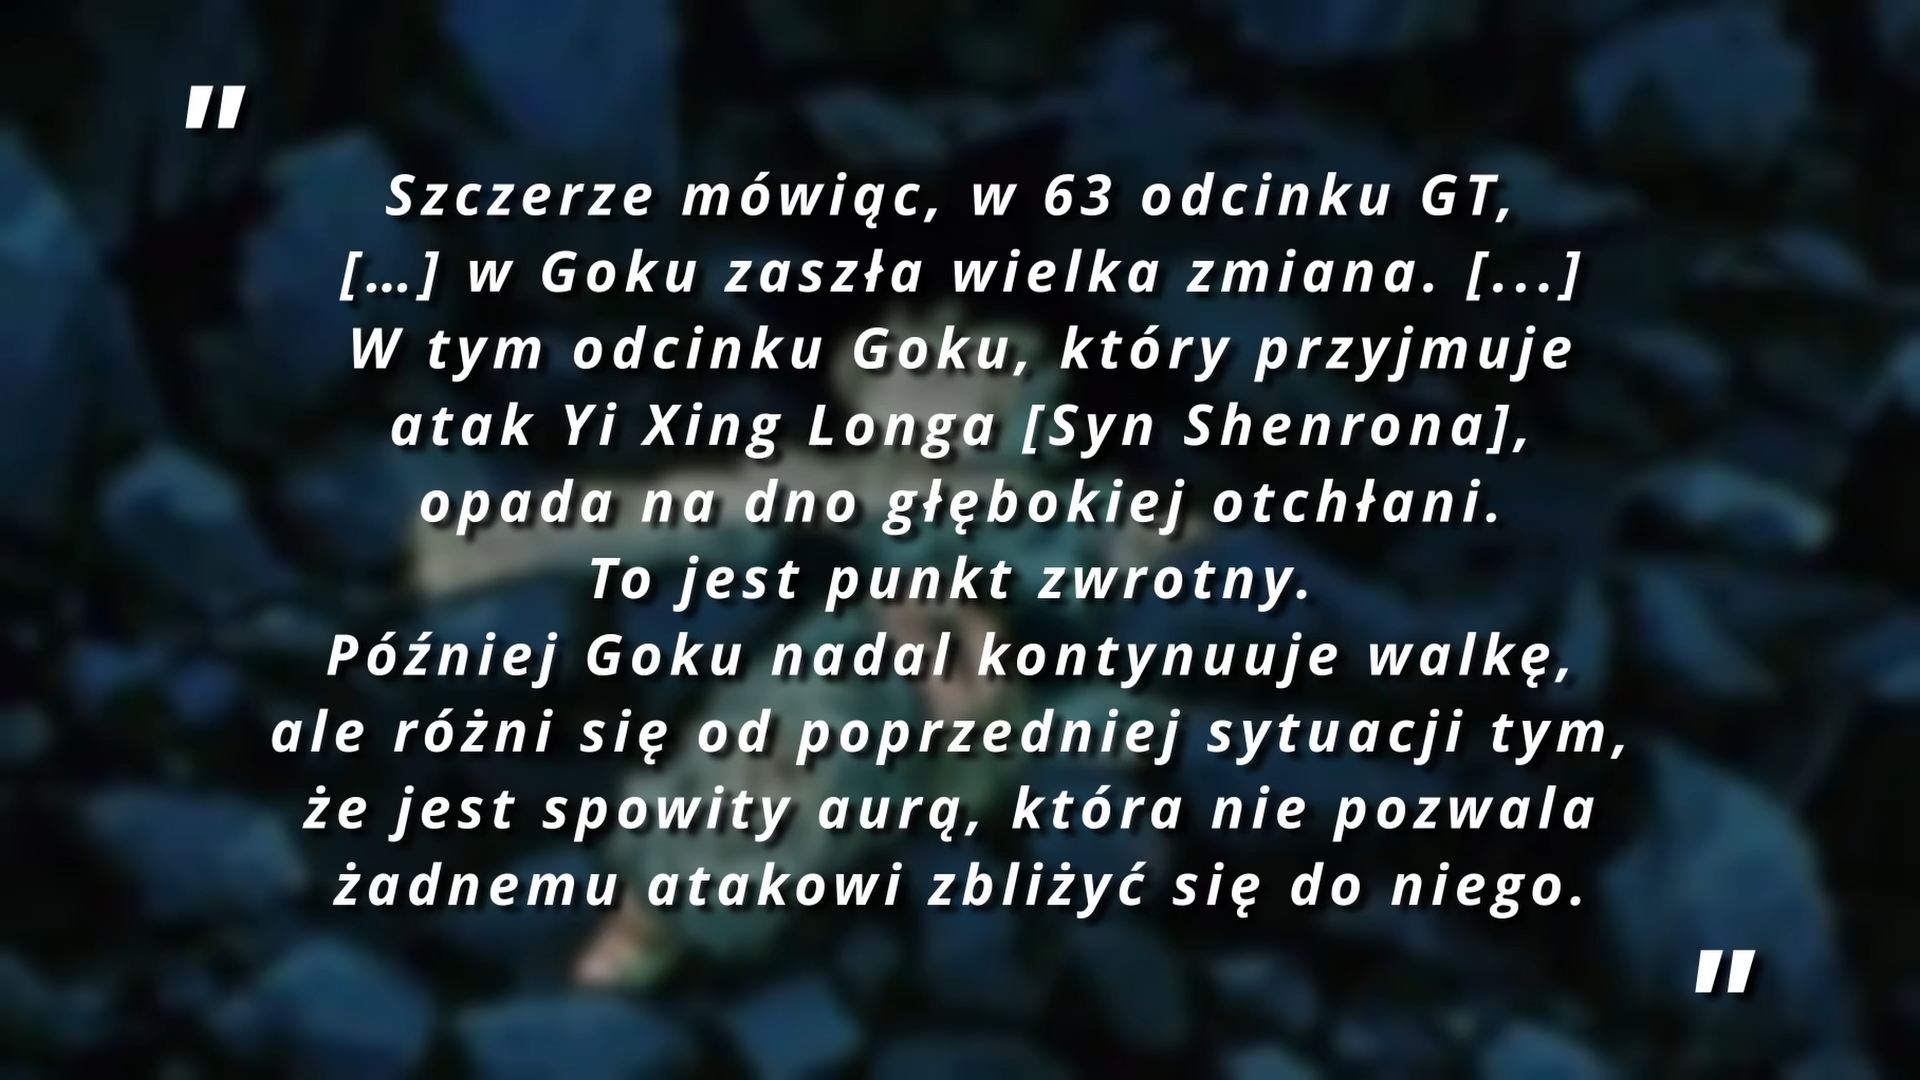 "
Szczerze mówiąc, w 63 odcinku GT,
[…] w Goku zaszła wielka zmiana. [...]
W tym odcinku Goku, który przyjmuje
atak Yi Xing Longa [Syn Shenrona],
opada na dno głębokiej otchłani.
To jest punkt zwrotny.
Później Goku nadal kontynuuje walkę,
ale różni się od poprzedniej sytuacji tym,
że jest spowity aurą, która nie pozwala
żadnemu atakowi zbliżyć się do niego.
"